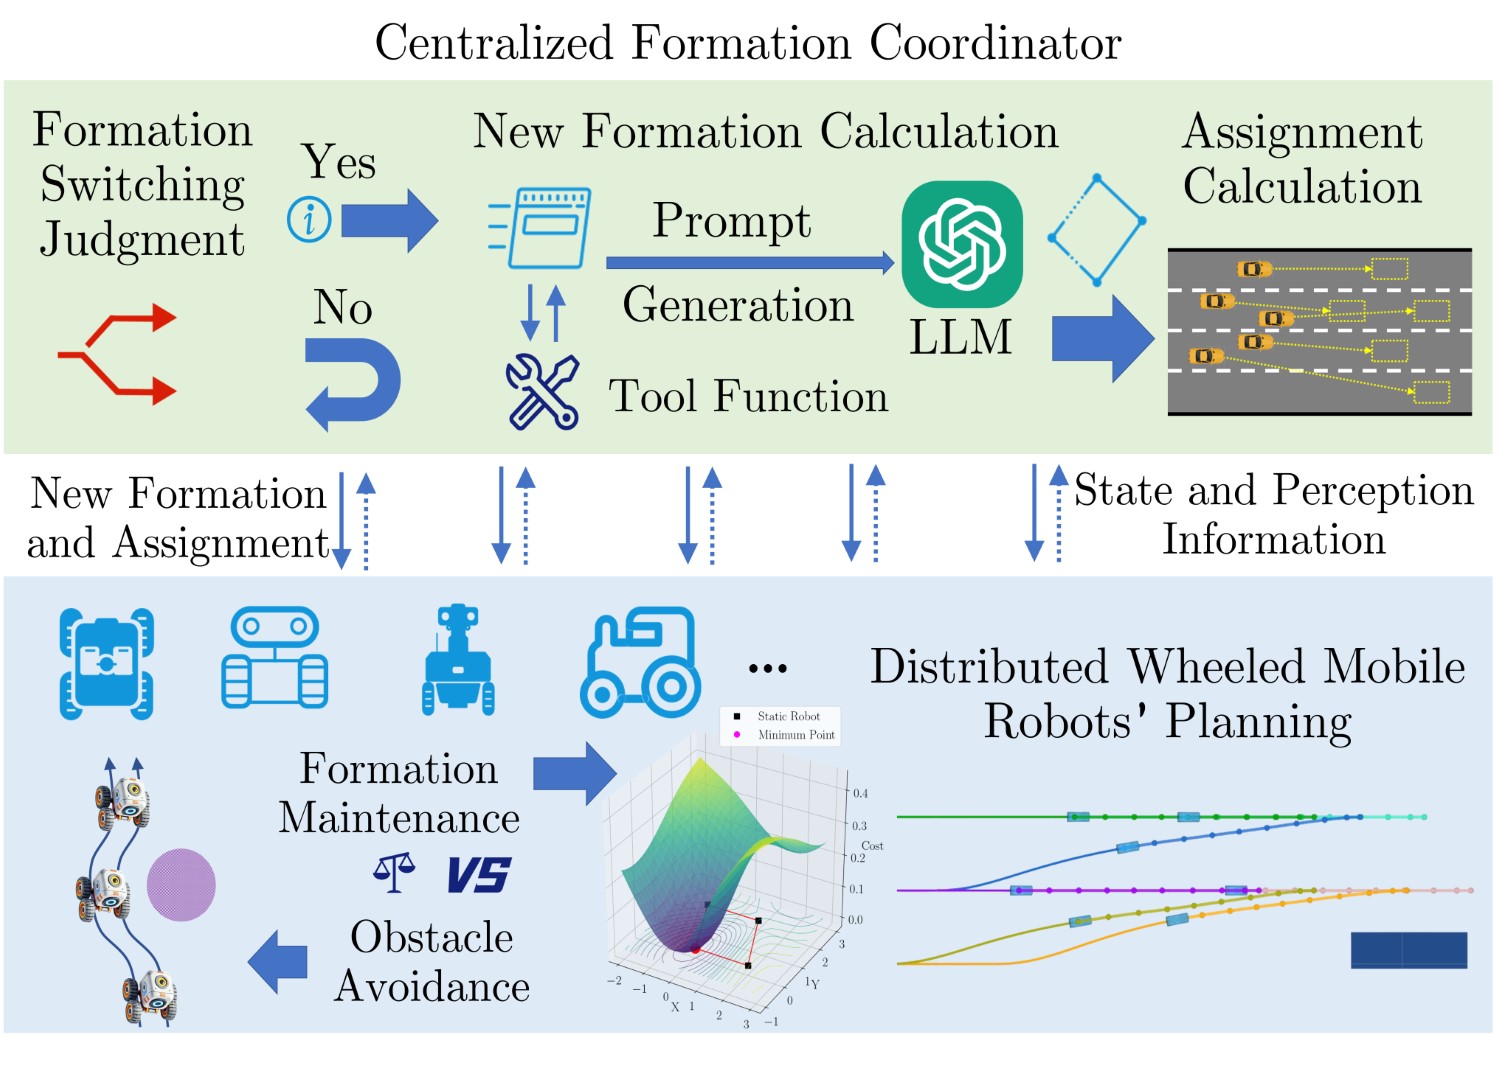 Centralized Formation Coordinator
Formation
Switching
Judgment
Yes
i
No
New Formation Calculation
Prompt
Generation
LLM
Tool Function
Assignment
Calculation
New Formation
and Assignment
State and Perception
Information
Distributed Wheeled Mobile
Robots' Planning
...
Formation
Maintenance
VS
Obstacle
Avoidance
Static Robot
Minimum Point
0.4
0.3
Cost
0.2
0.1
0.0
−2
−1
0
X
1
2
3
−1
0
1
Y
2
3